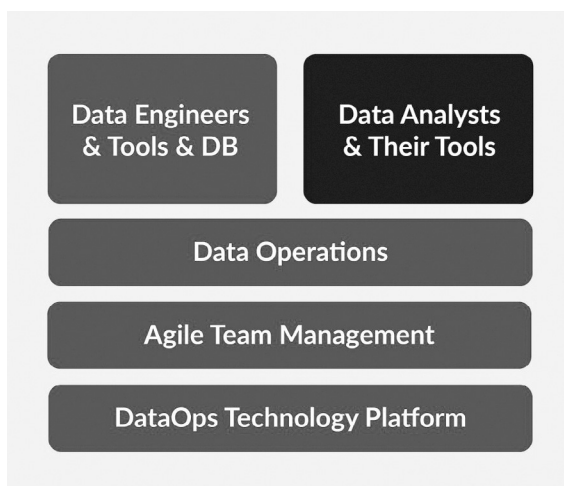 Data Engineers
& Tools & DB
Data Analysts
& Their Tools
Data Operations
Agile Team Management
DataOps Technology Platform